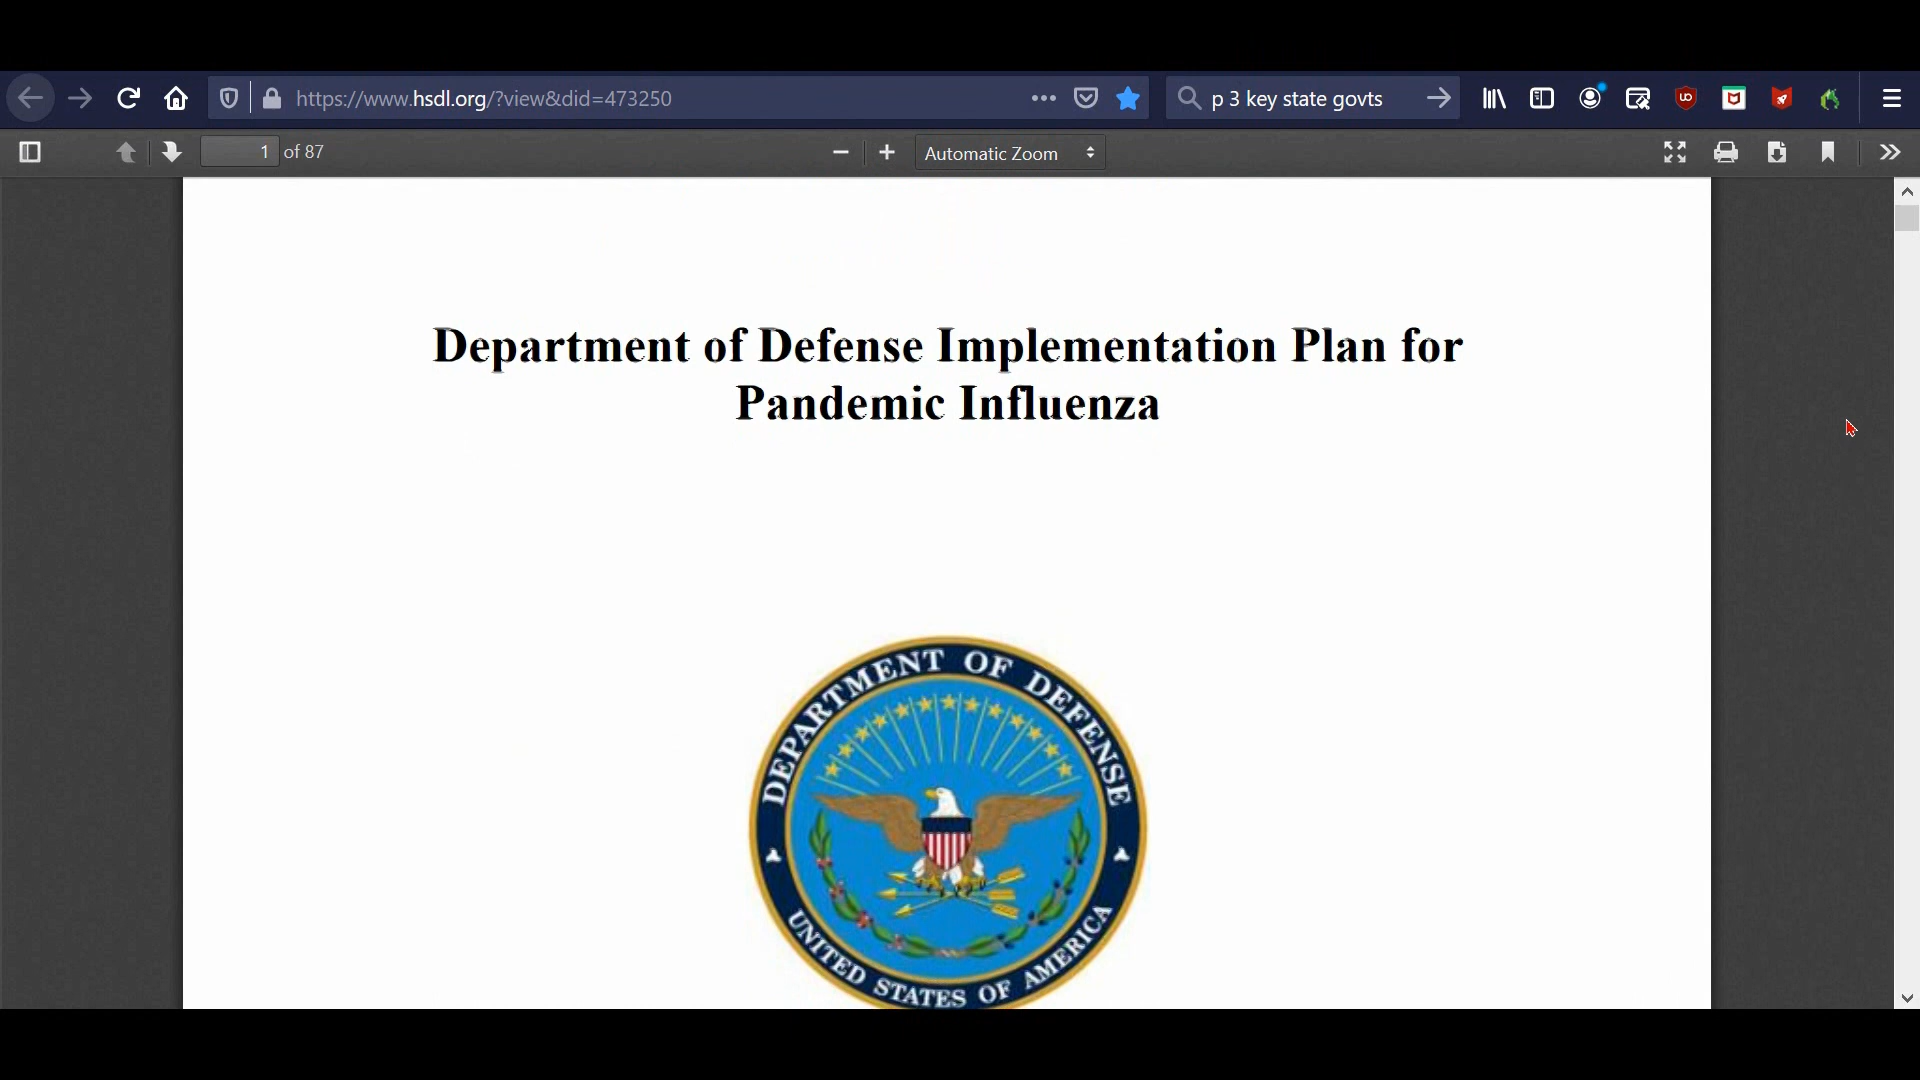 https://www.hsdl.org/?view&did=473250
p 3 key state govts
1 of 87
Automatic Zoom
Department of Defense Implementation Plan for
Pandemic Influenza
DEPARTMENT OF DEFENSE
UNITED STATES OF AMERICA